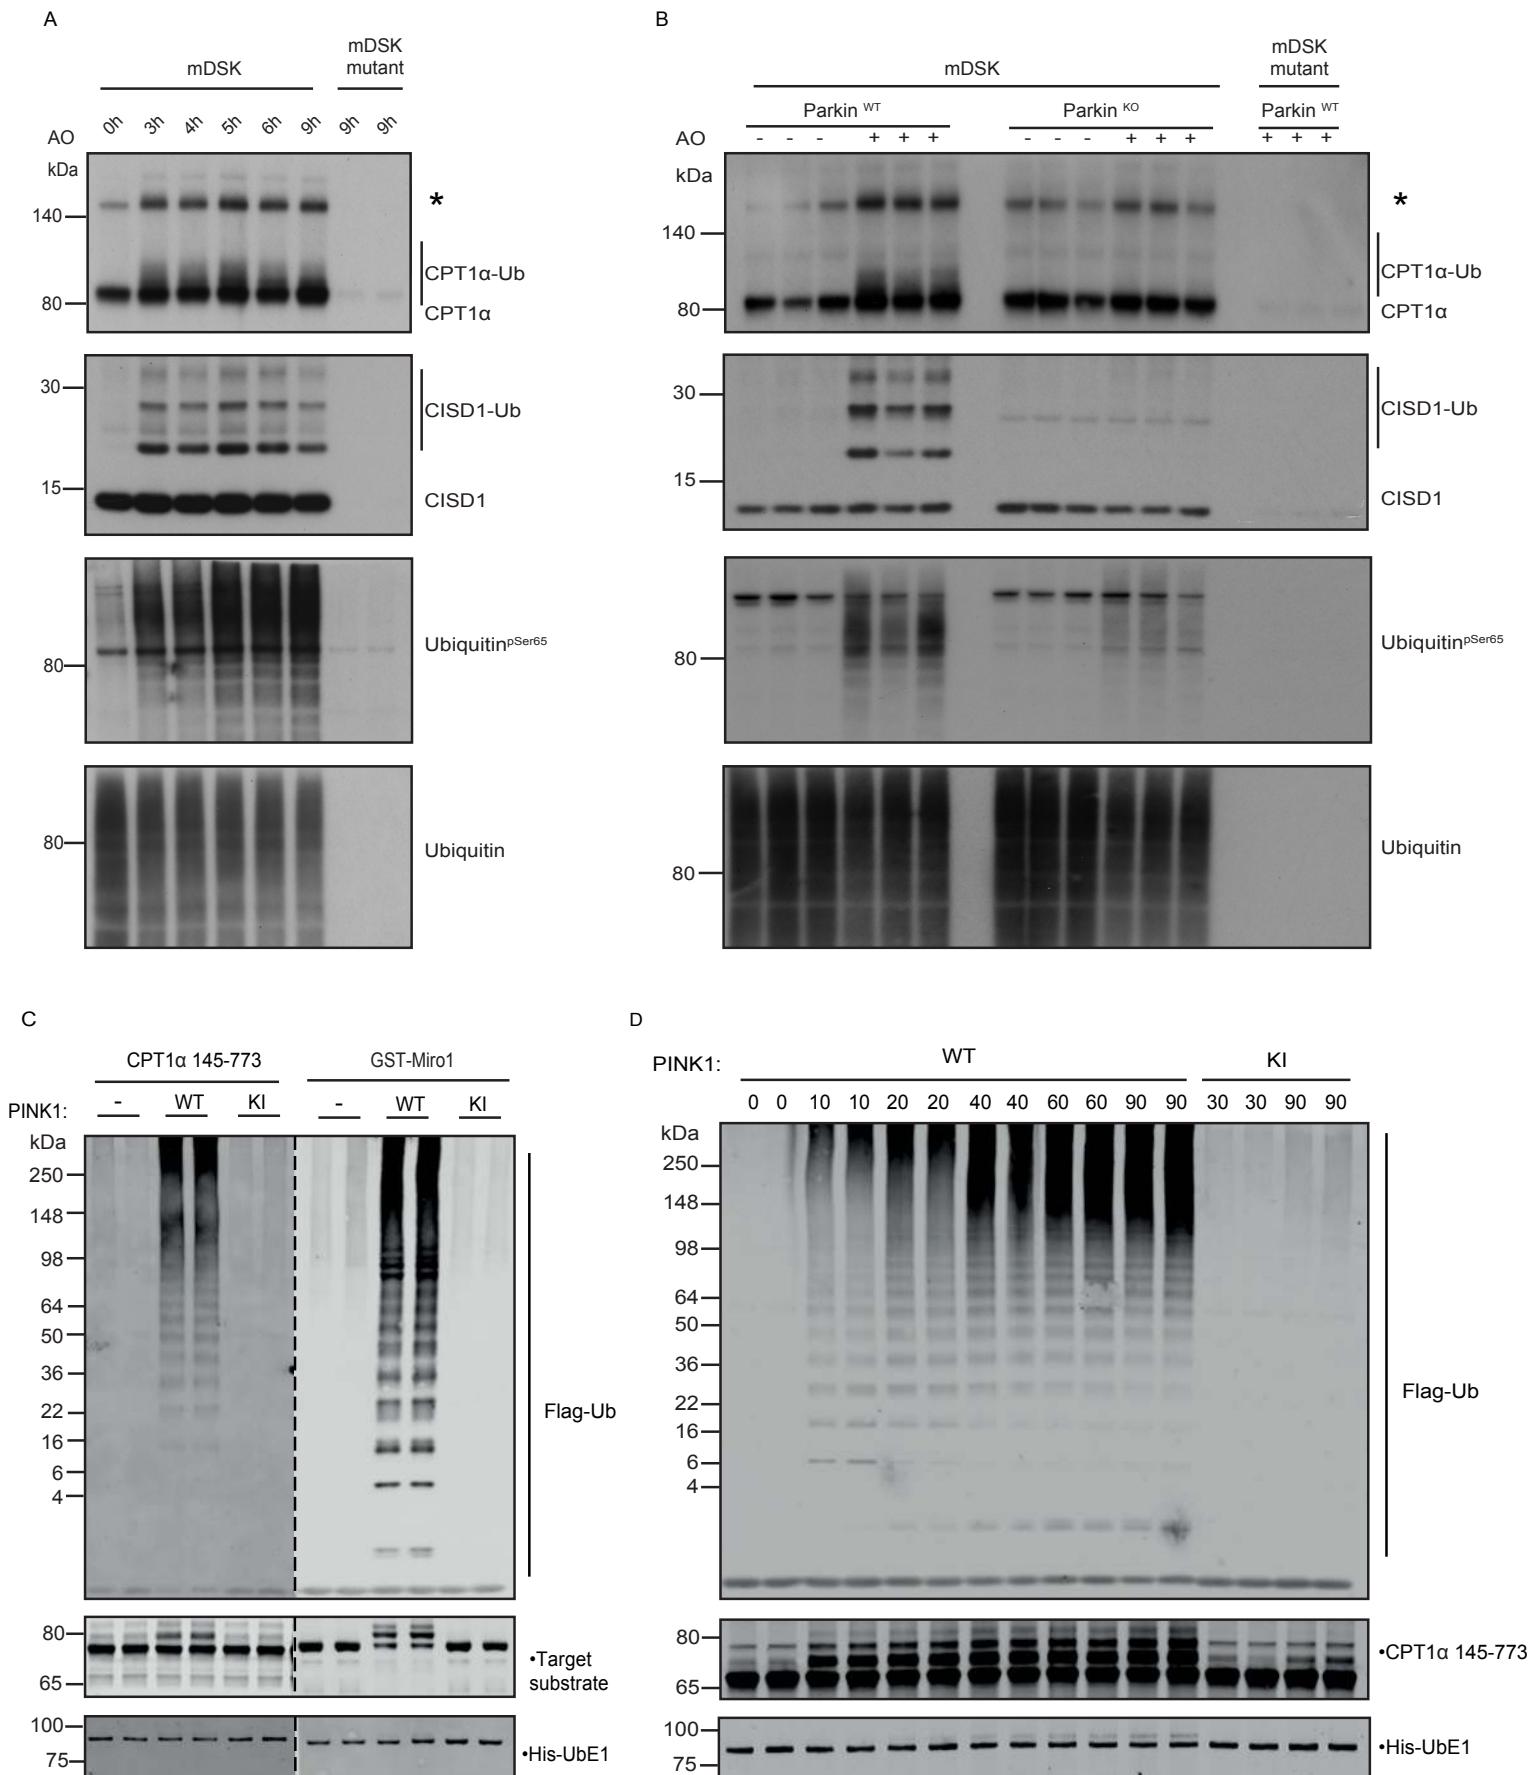 A
mDSK
mDSK
mutant
0h 3h 4h 5h 6h 9h 9h 9h
AO
kDa
140
80
*
CPT1α-Ub
CPT1α
30
15
CISD1-Ub
CISD1
80
Ubiquitin pSer65
80
Ubiquitin
B
mDSK
mDSK
mutant
Parkin WT
Parkin KO
Parkin WT
AO - - - + + + - - - + + + + + +
kDa
140
80
*
CPT1α-Ub
CPT1α
30
15
CISD1-Ub
CISD1
80
Ubiquitin pSer65
80
Ubiquitin
C
CPT1α 145-773
GST-Miro1
PINK1: - WT KI - WT KI
kDa
250
148
98
64
50
36
22
16
6
4
Flag-Ub
80
65
•Target
substrate
100
75
•His-UbE1
D
PINK1: WT KI
0 0 10 10 20 20 40 40 60 60 90 90 30 30 90 90
kDa
250
148
98
64
50
36
22
16
6
4
Flag-Ub
80
65
•CPT1α 145-773
100
75
•His-UbE1